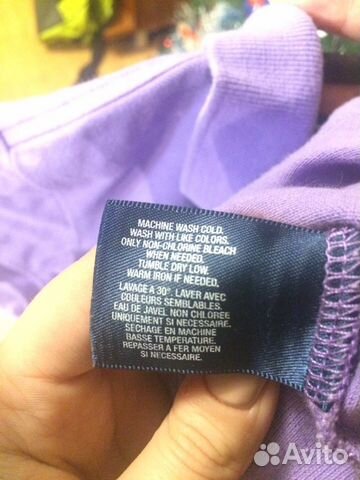 MACHINE WASH COLD.
WASH WITH LIKE COLORS.
ONLY NON-CHLORINE BLEACH
WHEN NEEDED.
TUMBLE DRY LOW.
WARM IRON IF NEEDED.
LAVAGE A 30°. LAVER AVEC
COULEURS SEMBLABLES.
EAU DE JAVEL NON CHLOREE
UNIQUEMENT SI NECESSAIRE.
SECHAGE EN MACHINE
BASSE TEMPERATURE.
REPASSER A FER MOYEN
SI NECESSAIRE.
Avito